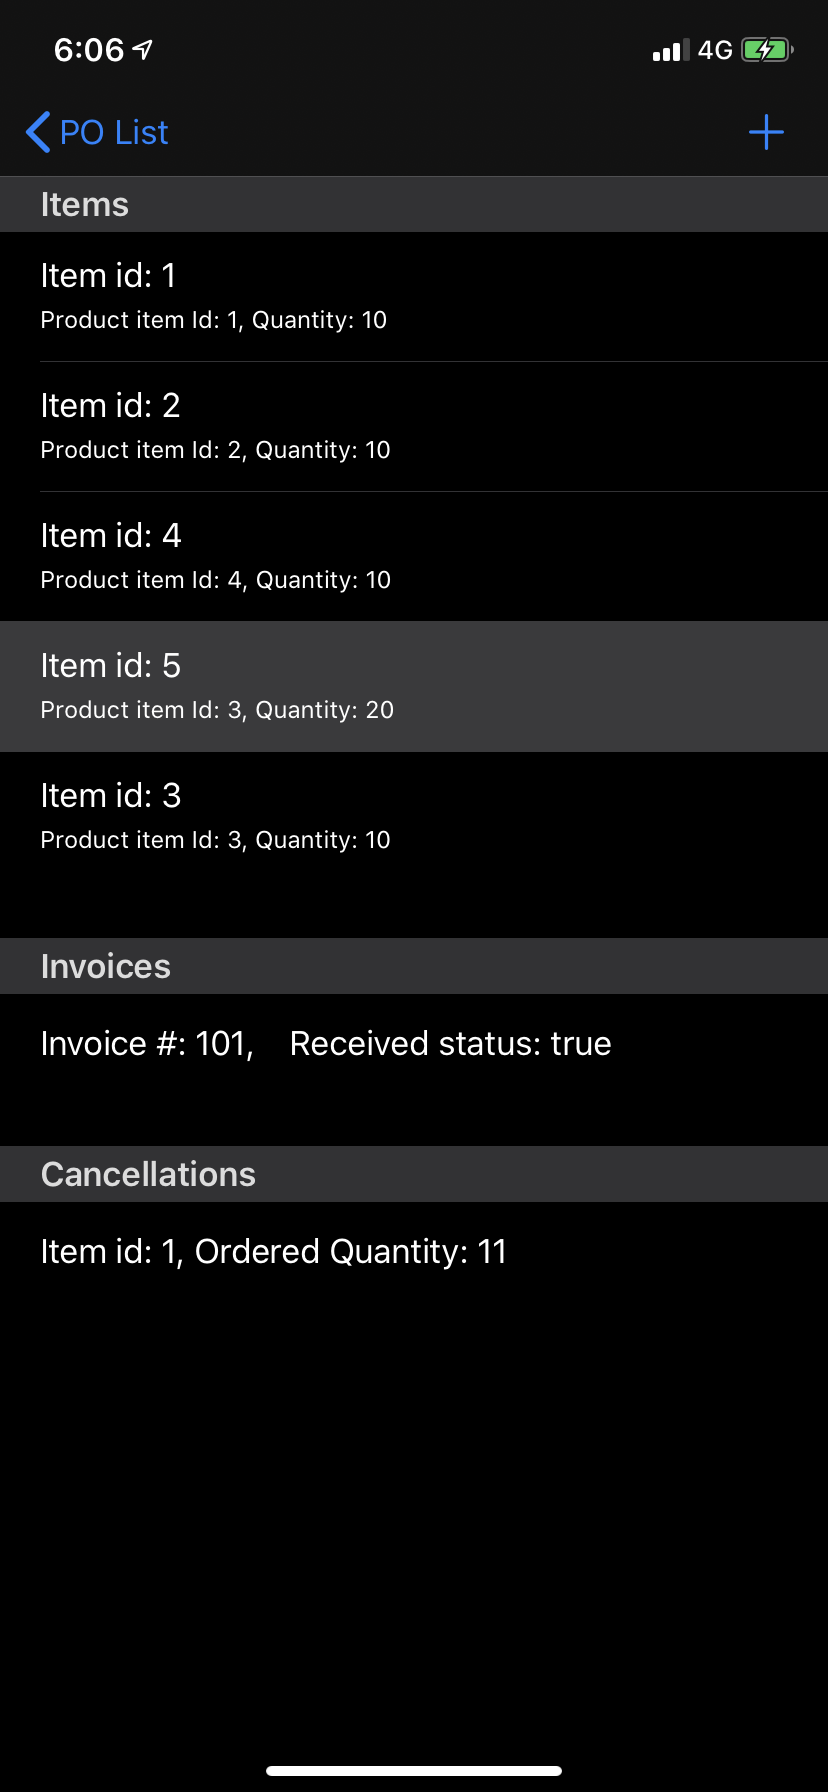 6:06 4G
PO List
Items
Item id: 1
Product item Id: 1, Quantity: 10
Item id: 2
Product item Id: 2, Quantity: 10
Item id: 4
Product item Id: 4, Quantity: 10
Item id: 5
Product item Id: 3, Quantity: 20
Item id: 3
Product item Id: 3, Quantity: 10
Invoices
Invoice #: 101, Received status: true
Cancellations
Item id: 1, Ordered Quantity: 11